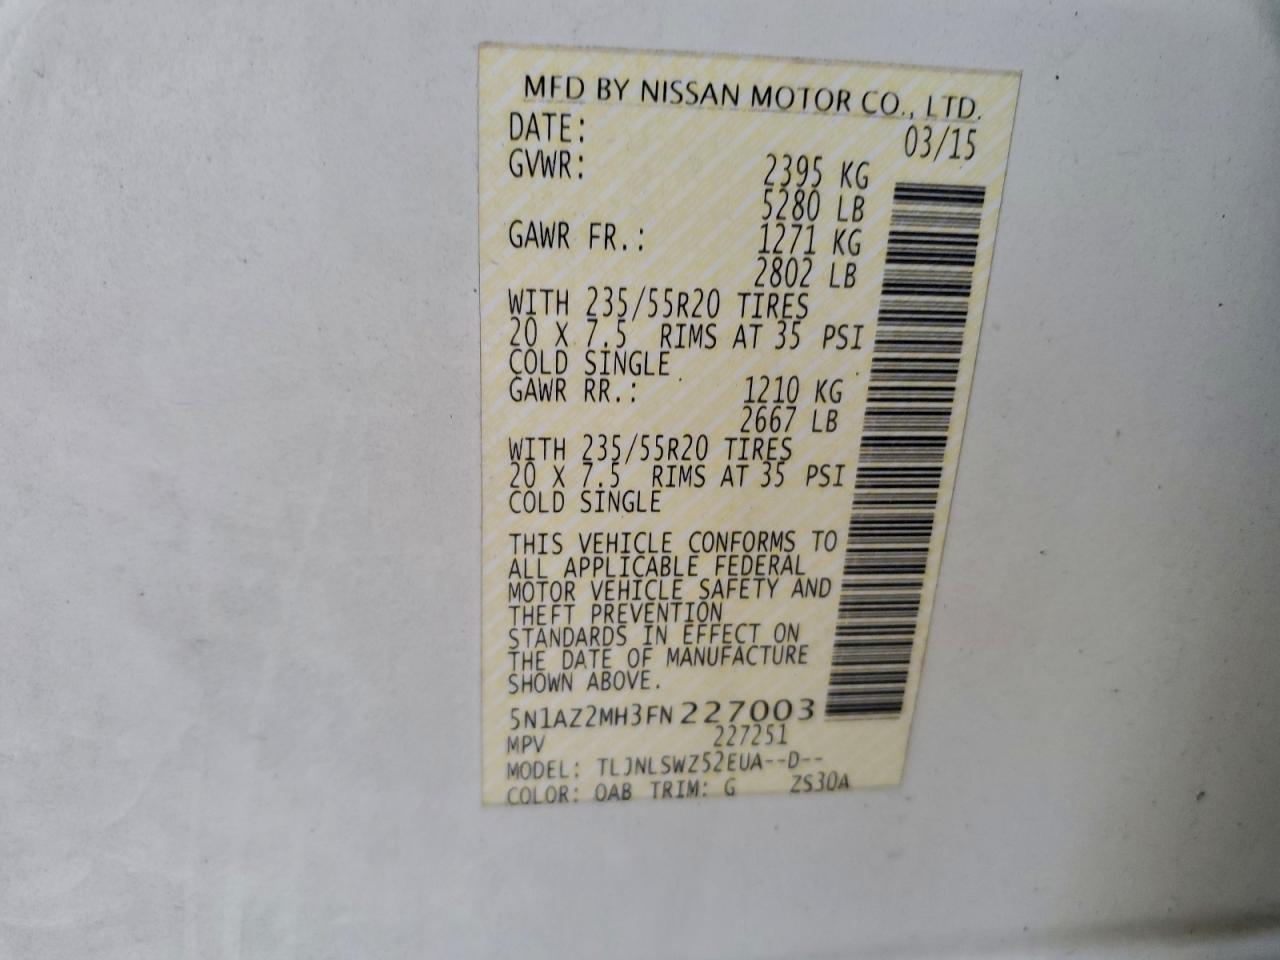 MFD BY NISSAN MOTOR CO., LTD.
DATE: 03/15
GVWR: 2395 KG
5280 LB
GAWR FR.: 1271 KG
2802 LB
WITH 235/55R20 TIRES
20 X 7.5 RIMS AT 35 PSI
COLD SINGLE
GAWR RR.: 1210 KG
2667 LB
WITH 235/55R20 TIRES
20 X 7.5 RIMS AT 35 PSI
COLD SINGLE
THIS VEHICLE CONFORMS TO
ALL APPLICABLE FEDERAL
MOTOR VEHICLE SAFETY AND
THEFT PREVENTION
STANDARDS IN EFFECT ON
THE DATE OF MANUFACTURE
SHOWN ABOVE.
5N1AZ2MH3FN227003
MPV 227251
MODEL: TLJNLSWZ52EUA--D--
COLOR: QAB TRIM: G ZS30A